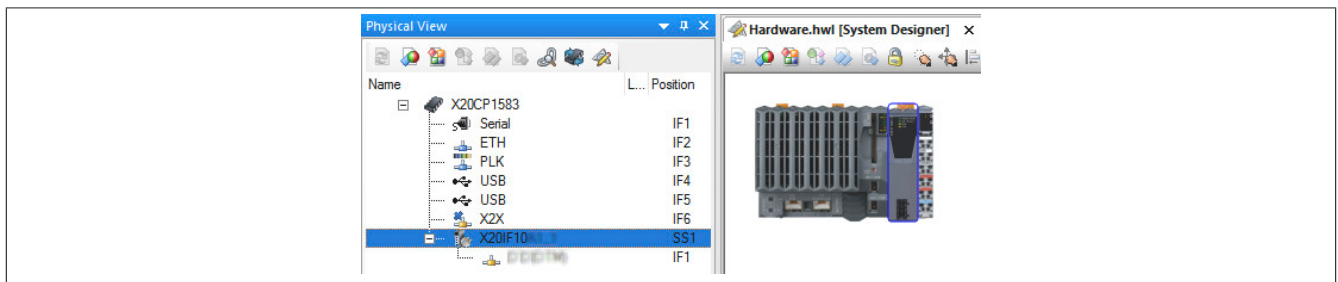 Physical View
Hardware.hwl [System Designer]
Name L... Position
X20CP1583
Serial IF1
ETH IF2
PLK IF3
USB IF4
USB IF5
X2X IF6
X20IF10 SS1
IF1